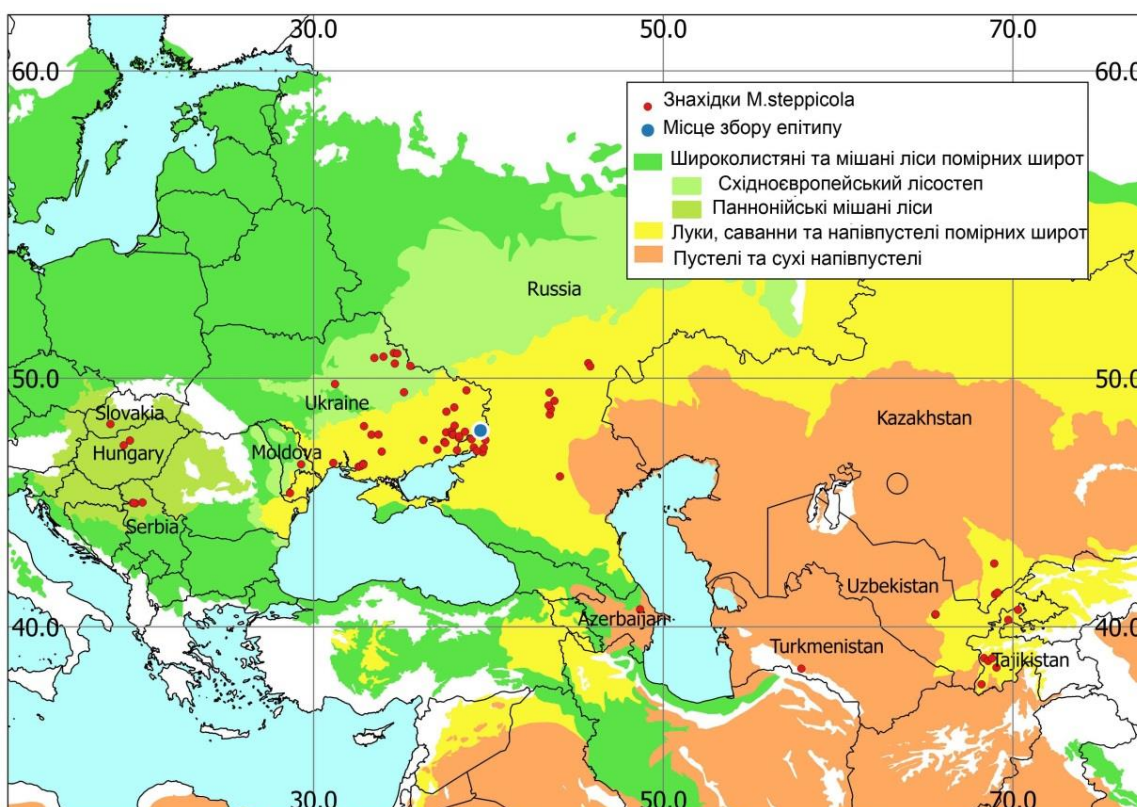 30.0 50.0 70.0
60.0 60.0
Знахідки M.steppicola
Місце збору епітипу
Широколистяні та мішані ліси помірних широт
Східноєвропейський лісостеп
Паннонійські мішані ліси
Луки, саванни та напівпустелі помірних широт
Пустелі та сухі напівпустелі
Russia
50.0 50.0
Slovakia
Ukraine
Kazakhstan
Hungary
Moldova
Serbia
Uzbekistan
Azerbaijan
40.0 40.0
Turkmenistan
Tajikistan
30.0 50.0 70.0